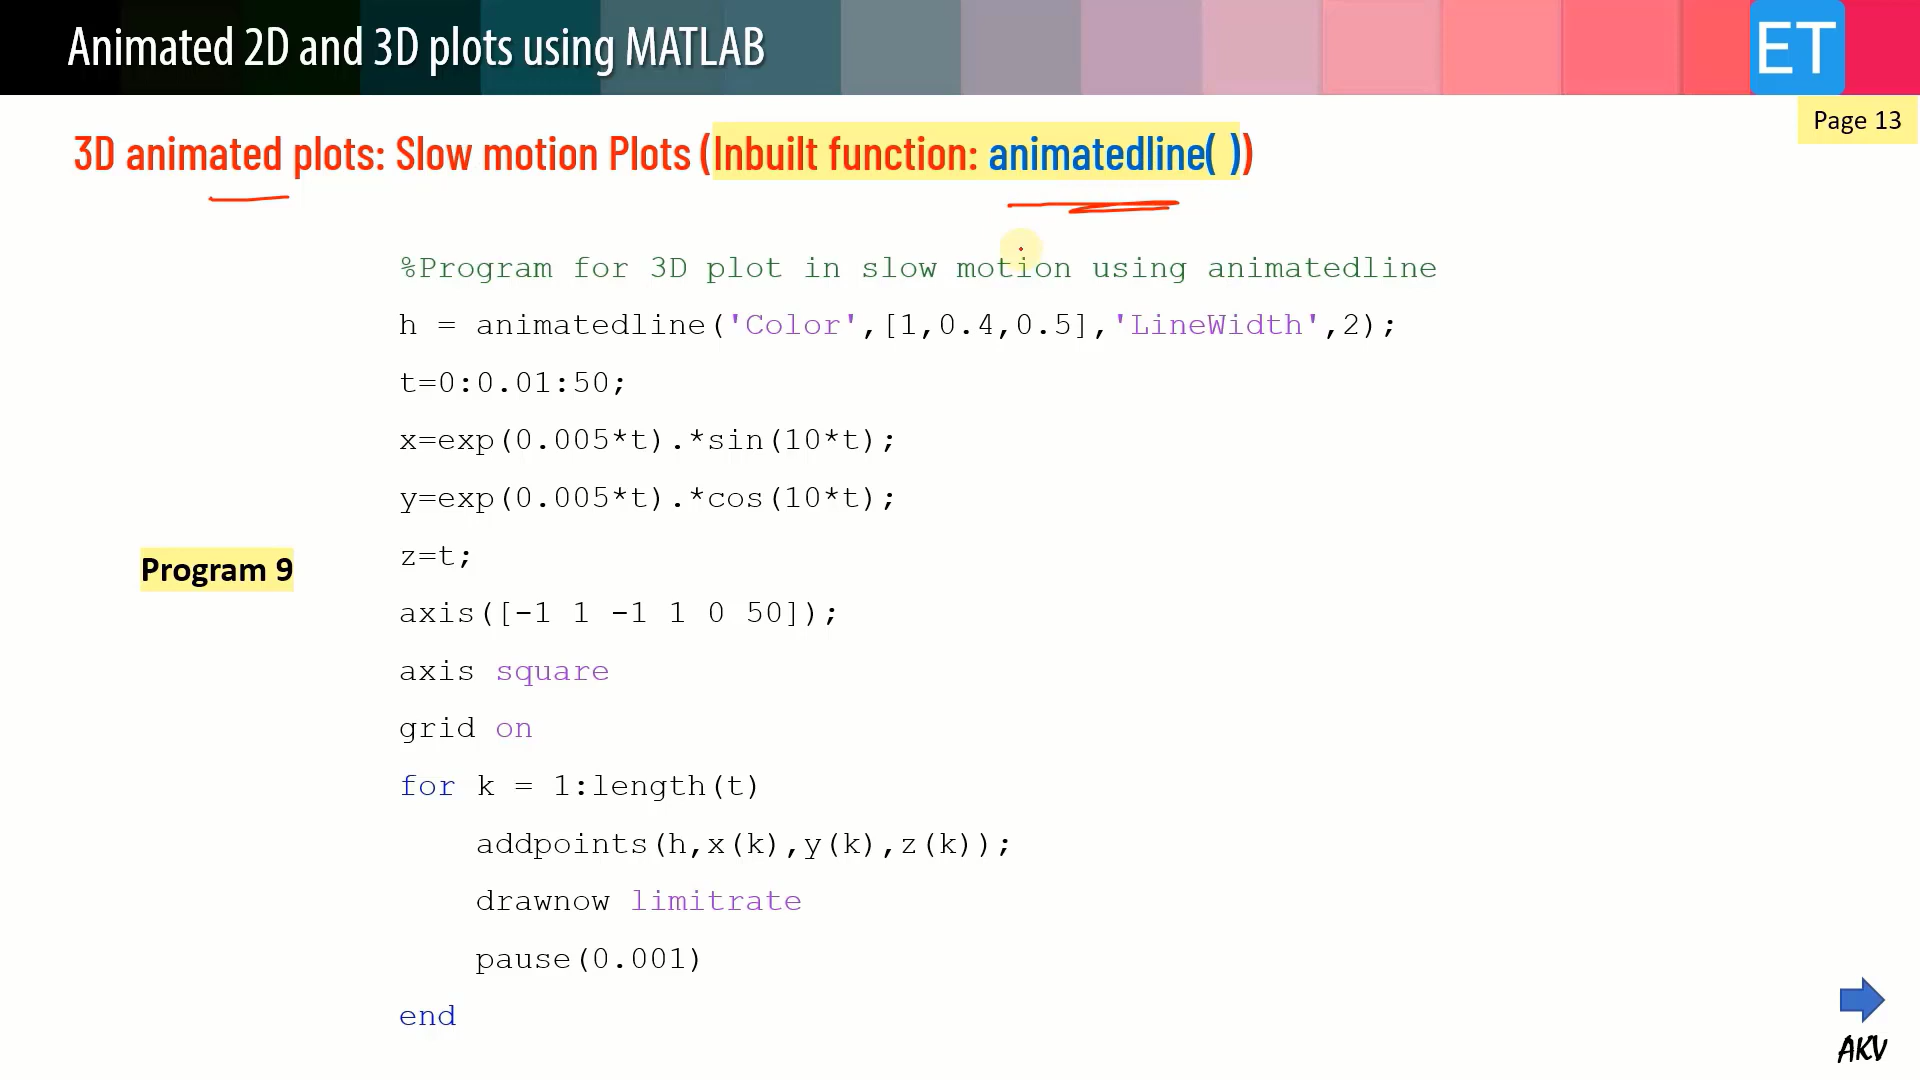 Animated 2D and 3D plots using MATLAB
ET
Page 13
3D animated plots: Slow motion Plots (Inbuilt function: animatedline( ))
%Program for 3D plot in slow motion using animatedline
h = animatedline('Color',[1,0.4,0.5],'LineWidth',2);
t=0:0.01:50;
x=exp(0.005*t).*sin(10*t);
y=exp(0.005*t).*cos(10*t);
z=t;
Program 9
axis([-1 1 -1 1 0 50]);
axis square
grid on
for k = 1:length(t)
addpoints(h,x(k),y(k),z(k));
drawnow limitrate
pause(0.001)
end
AKV